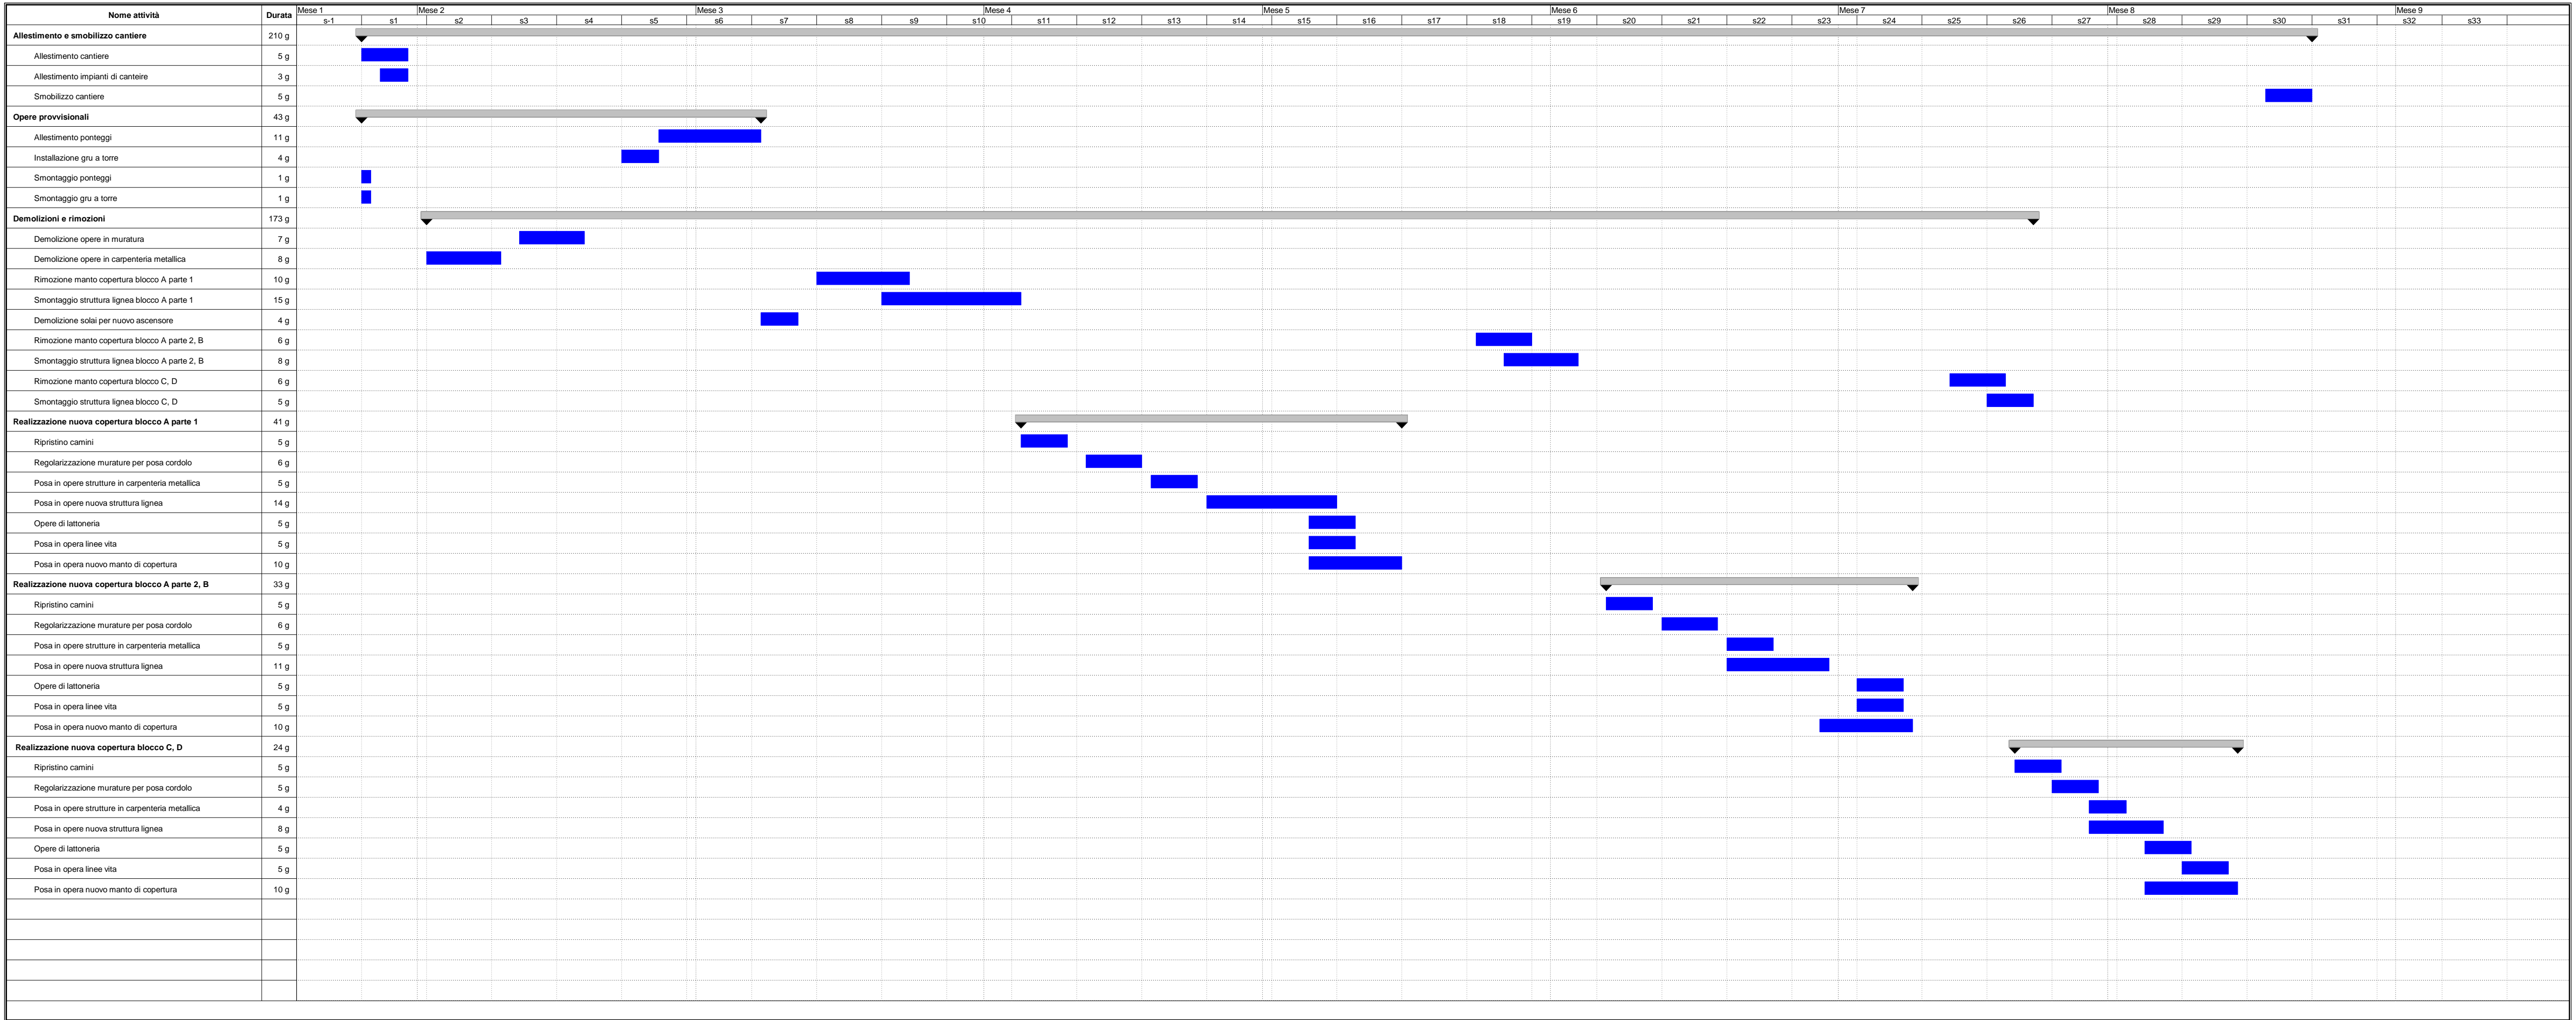 Nome attività Durata Mese 1 Mese 2 Mese 3 Mese 4 Mese 5 Mese 6 Mese 7 Mese 8 Mese 9
s-1 s1 s2 s3 s4 s5 s6 s7 s8 s9 s10 s11 s12 s13 s14 s15 s16 s17 s18 s19 s20 s21 s22 s23 s24 s25 s26 s27 s28 s29 s30 s31 s32 s33
Allestimento e smobilizzo cantiere 210 g
Allestimento cantiere 5 g
Allestimento impianti di canteire 3 g
Smobilizzo cantiere 5 g
Opere provvisionali 43 g
Allestimento ponteggi 11 g
Installazione gru a torre 4 g
Smontaggio ponteggi 1 g
Smontaggio gru a torre 1 g
Demolizioni e rimozioni 173 g
Demolizione opere in muratura 7 g
Demolizione opere in carpenteria metallica 8 g
Rimozione manto copertura blocco A parte 1 10 g
Smontaggio struttura lignea blocco A parte 1 15 g
Demolizione solai per nuovo ascensore 4 g
Rimozione manto copertura blocco A parte 2, B 6 g
Smontaggio struttura lignea blocco A parte 2, B 8 g
Rimozione manto copertura blocco C, D 6 g
Smontaggio struttura lignea blocco C, D 5 g
Realizzazione nuova copertura blocco A parte 1 41 g
Ripristino camini 5 g
Regolarizzazione murature per posa cordolo 6 g
Posa in opere strutture in carpenteria metallica 5 g
Posa in opere nuova struttura lignea 14 g
Opere di lattoneria 5 g
Posa in opera linee vita 5 g
Posa in opera nuovo manto di copertura 10 g
Realizzazione nuova copertura blocco A parte 2, B 33 g
Ripristino camini 5 g
Regolarizzazione murature per posa cordolo 6 g
Posa in opere strutture in carpenteria metallica 5 g
Posa in opere nuova struttura lignea 11 g
Opere di lattoneria 5 g
Posa in opera linee vita 5 g
Posa in opera nuovo manto di copertura 10 g
Realizzazione nuova copertura blocco C, D 24 g
Ripristino camini 5 g
Regolarizzazione murature per posa cordolo 5 g
Posa in opere strutture in carpenteria metallica 4 g
Posa in opere nuova struttura lignea 8 g
Opere di lattoneria 5 g
Posa in opera linee vita 5 g
Posa in opera nuovo manto di copertura 10 g